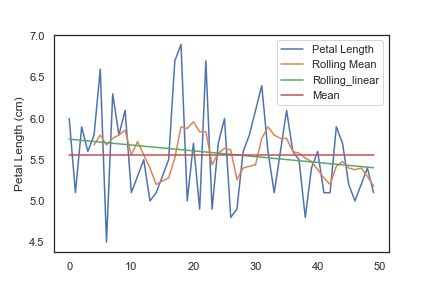 Petal Length
Rolling Mean
Rolling_linear
Mean
Petal Length (cm)
7.0
6.5
6.0
5.5
5.0
4.5
0 10 20 30 40 50